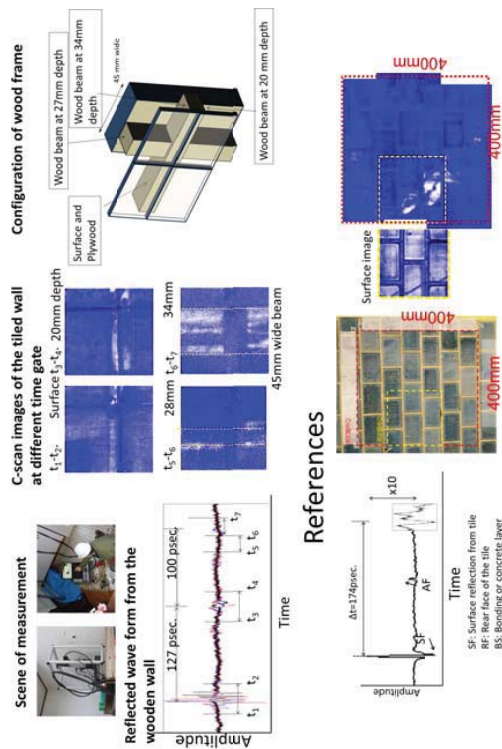 Scene of measurement
Reflected wave form from the
wooden wall
127 psec.
100 psec.
Amplitude
t1
t2
t3
t4
t5
t6
t7
Time
C-scan images of the tiled wall
at different time gate
t1-t2.
Surface
t3-t4.
20mm depth
t5-t6
28mm
t6-t7
34mm
45mm wide beam
Configuration of wood frame
Wood beam at 27mm depth
Wood beam at 34mm
depth
45 mm wide
Surface and
Plywood
Wood beam at 20 mm depth
References
Amplitude
Δt=174psec.
x10
SF
AF
Time
SF: Surface reflection from tile
RF: Rear face of the tile
BS: Bonding or concrete layer
400mm
400mm
Surface image
400mm
400mm